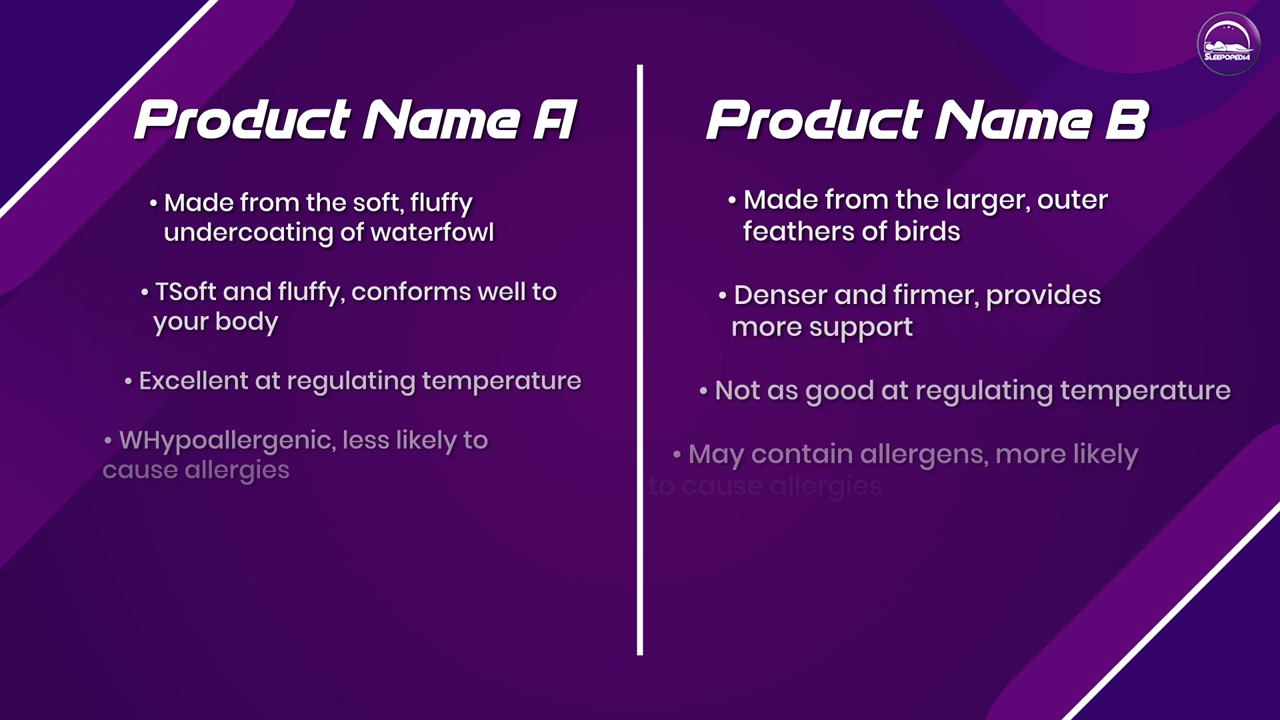 SLEEPOPEDIA
Product Name A
• Made from the soft, fluffy
undercoating of waterfowl
• TSoft and fluffy, conforms well to
your body
• Excellent at regulating temperature
• WHypoallergenic, less likely to
cause allergies
Product Name B
• Made from the larger, outer
feathers of birds
• Denser and firmer, provides
more support
• Not as good at regulating temperature
• May contain allergens, more likely
to cause allergies